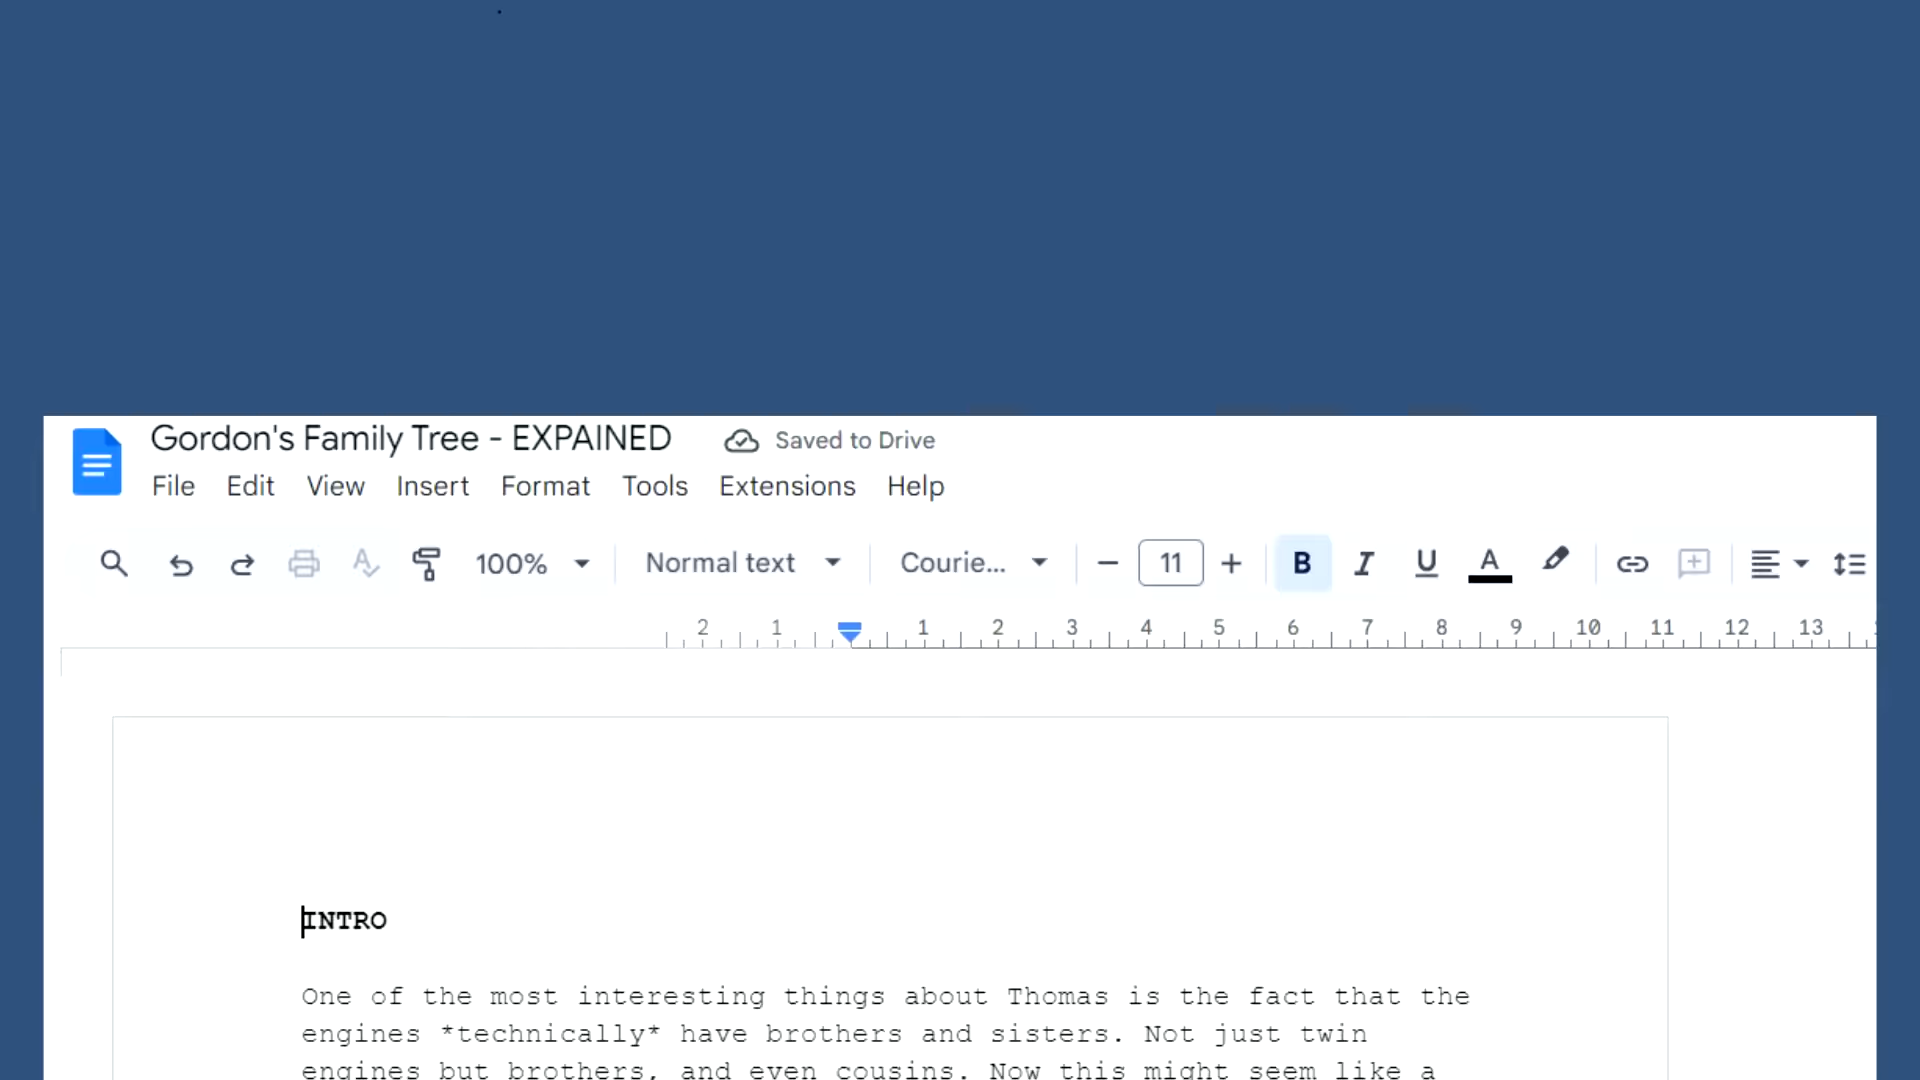 Gordon's Family Tree - EXPAINED Saved to Drive
File Edit View Insert Format Tools Extensions Help
100% Normal text Courie... 11 B I U A
2 1 1 2 3 4 5 6 7 8 9 10 11 12 13
INTRO
One of the most interesting things about Thomas is the fact that the
engines *technically* have brothers and sisters. Not just twin
engines but brothers, and even cousins. Now this might seem like a